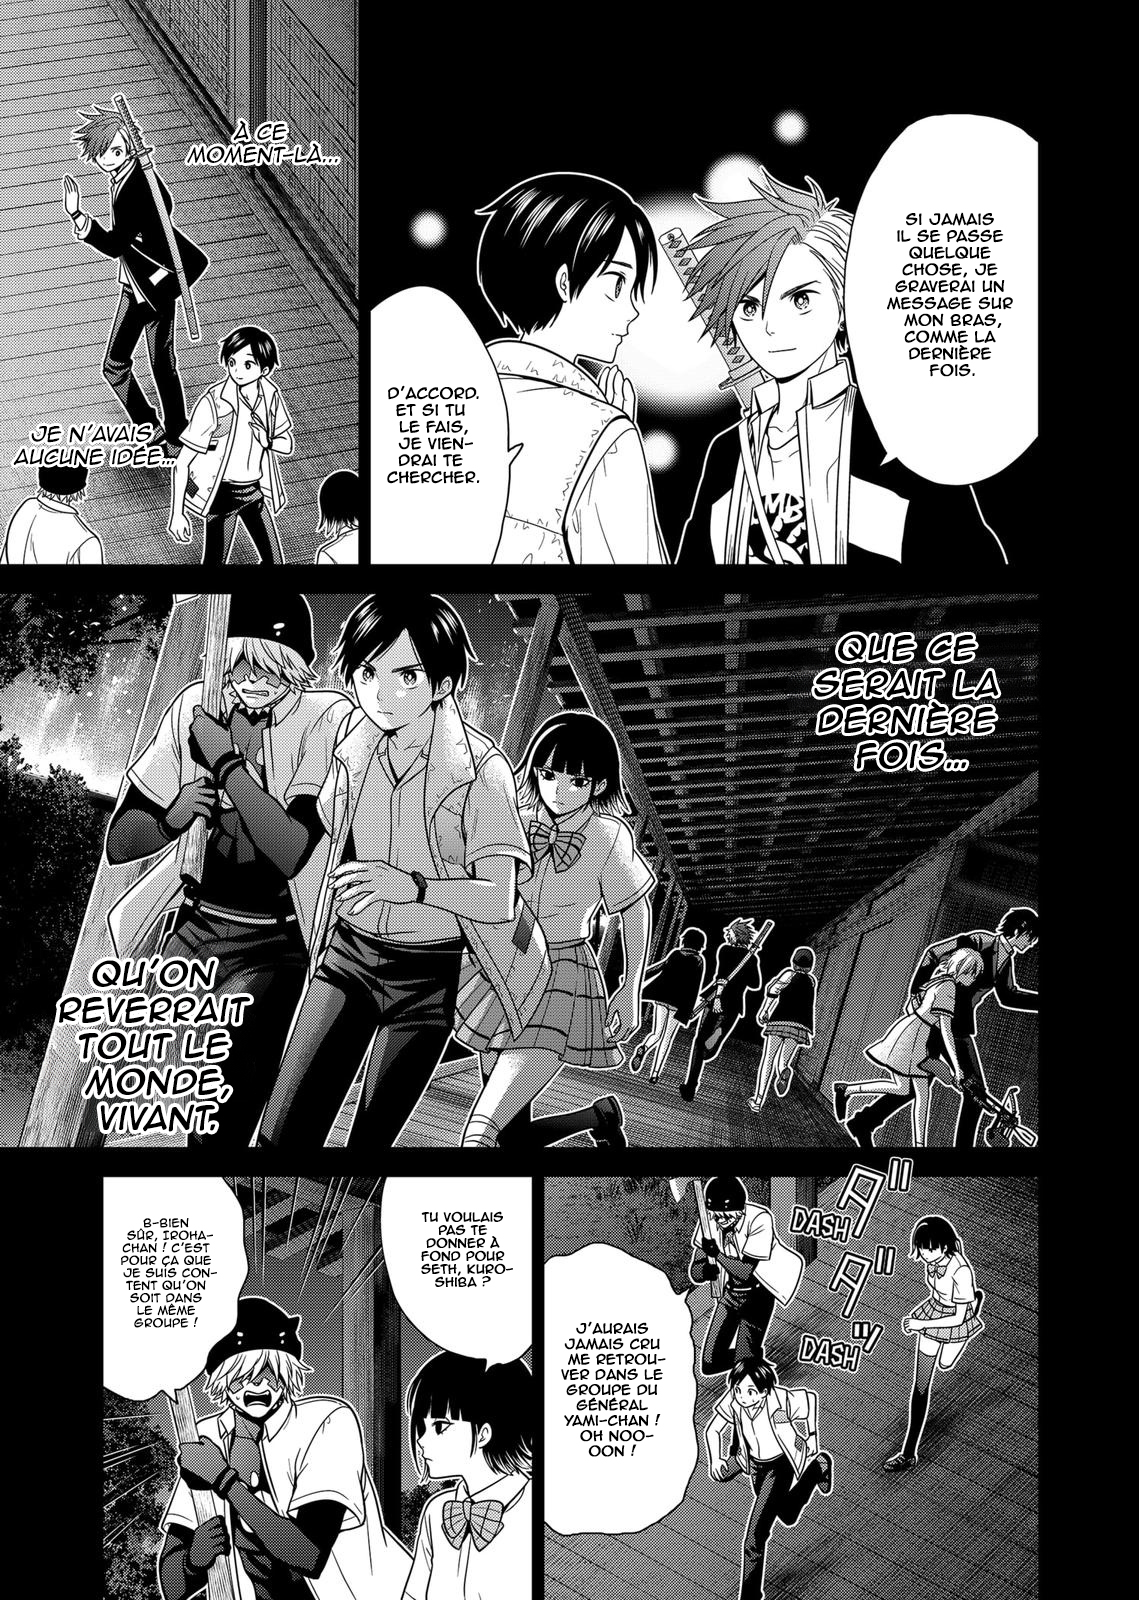 SI JAMAIS
IL SE PASSE
QUELQUE
CHOSE, JE
GRAVERAI UN
MESSAGE SUR
MON BRAS,
COMME LA
DERNIÈRE
FOIS.
D'ACCORD.
ET SI TU
LE FAIS,
JE VIEN-
DRAI TE
CHERCHER.
À CE
MOMENT-LÀ...
JE N'AVAIS
AUCUNE IDÉE...
QUE CE
SERAIT LA
DERNIÈRE
FOIS...
QU'ON
REVERRAIT
TOUT LE
MONDE,
VIVANT.
ダッ
DASH
ダッ
DASH
J'AURAIS
JAMAIS CRU
ME RETROU-
VER DANS LE
GROUPE DU
GÉNÉRAL
YAMI-CHAN !
OH NOO-
OON !
TU VOULAIS
PAS TE
DONNER À
FOND POUR
SETH, KURO-
SHIBA ?
B-BIEN
SÛR, IROHA-
CHAN ! C'EST
POUR ÇA QUE
JE SUIS CON-
TENT QU'ON
SOIT DANS
LE MÊME
GROUPE !